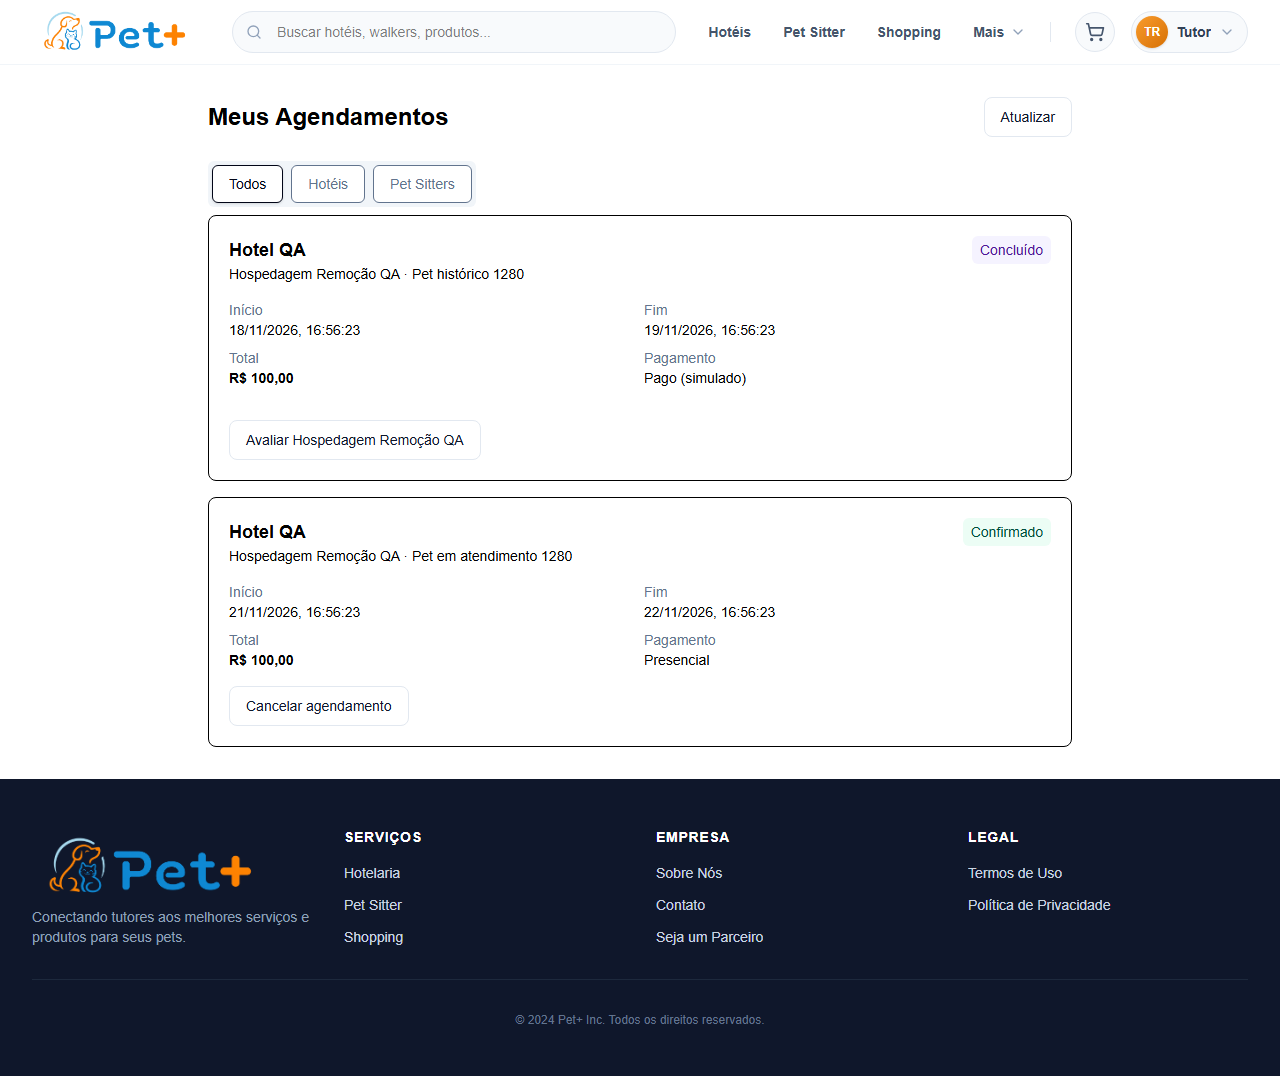 Pet+
Buscar hotéis, walkers, produtos...
Hotéis
Pet Sitter
Shopping
Mais
TR
Tutor
Meus Agendamentos
Atualizar
Todos
Hotéis
Pet Sitters
Hotel QA
Concluído
Hospedagem Remoção QA · Pet histórico 1280
Início
Fim
18/11/2026, 16:56:23
19/11/2026, 16:56:23
Total
Pagamento
R$ 100,00
Pago (simulado)
Avaliar Hospedagem Remoção QA
Hotel QA
Confirmado
Hospedagem Remoção QA · Pet em atendimento 1280
Início
Fim
21/11/2026, 16:56:23
22/11/2026, 16:56:23
Total
Pagamento
R$ 100,00
Presencial
Cancelar agendamento
Pet+
Conectando tutores aos melhores serviços e
produtos para seus pets.
SERVIÇOS
Hotelaria
Pet Sitter
Shopping
EMPRESA
Sobre Nós
Contato
Seja um Parceiro
LEGAL
Termos de Uso
Política de Privacidade
© 2024 Pet+ Inc. Todos os direitos reservados.